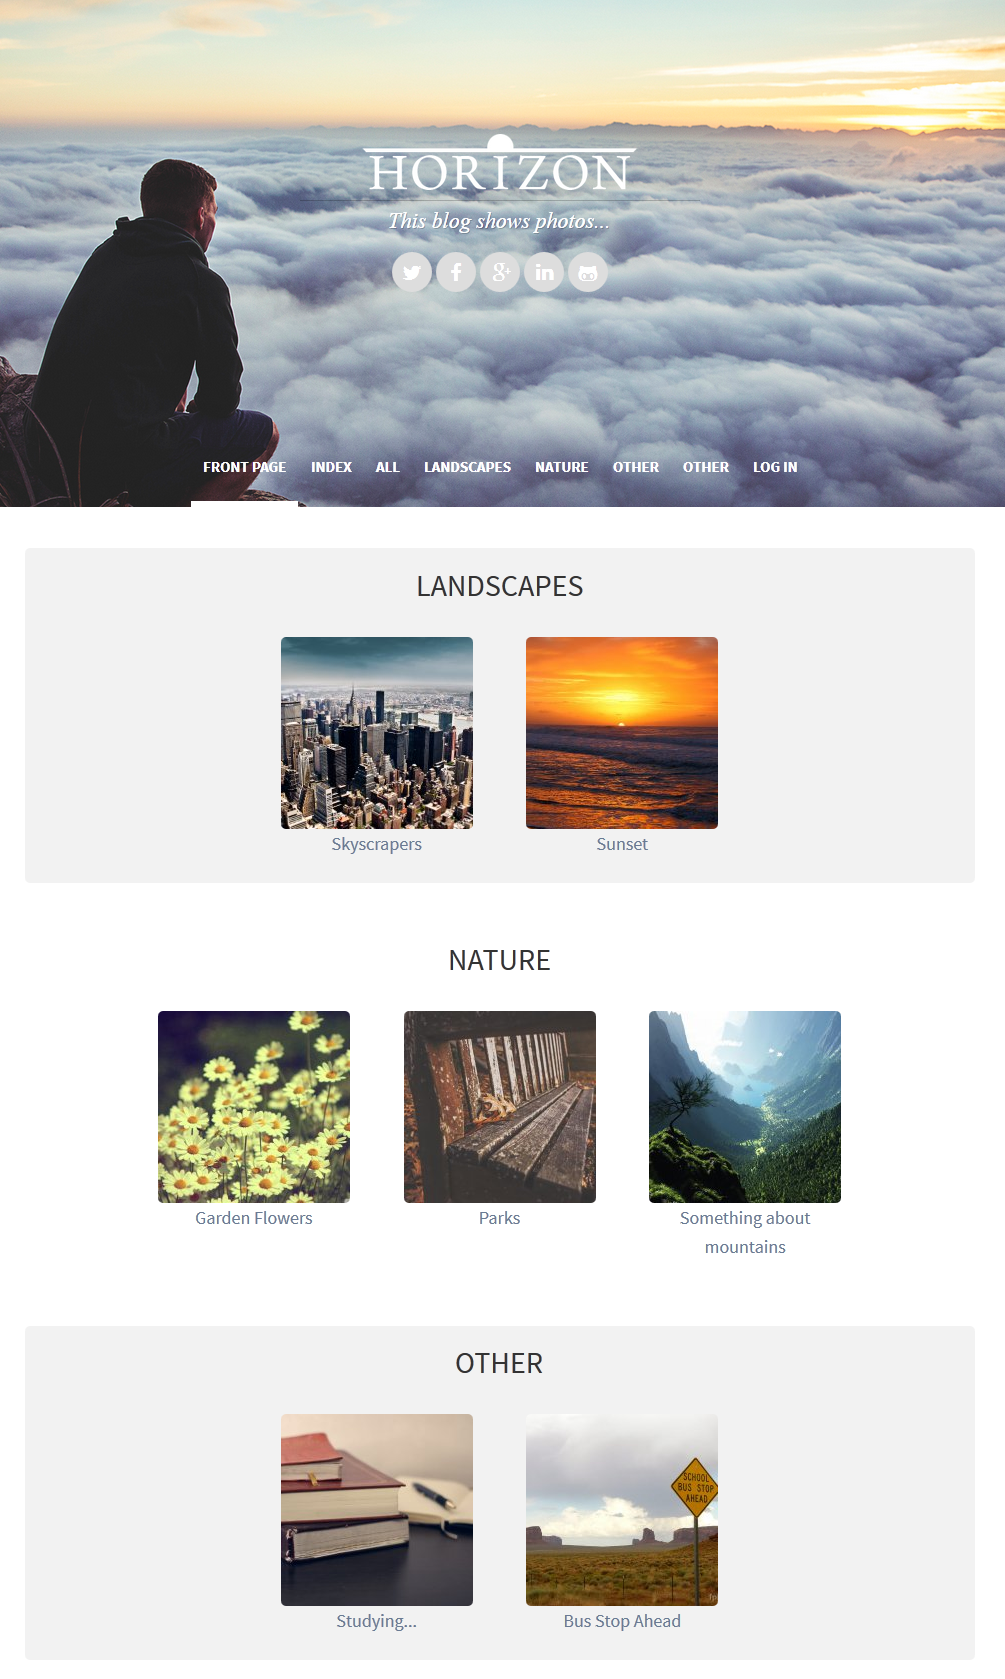 HORIZON
This blog shows photos...
FRONT PAGE INDEX ALL LANDSCAPES NATURE OTHER OTHER LOG IN
LANDSCAPES
Skyscrapers Sunset
NATURE
Garden Flowers Parks Something about
mountains
OTHER
SCHOOL
BUS STOP
AHEAD
Studying... Bus Stop Ahead